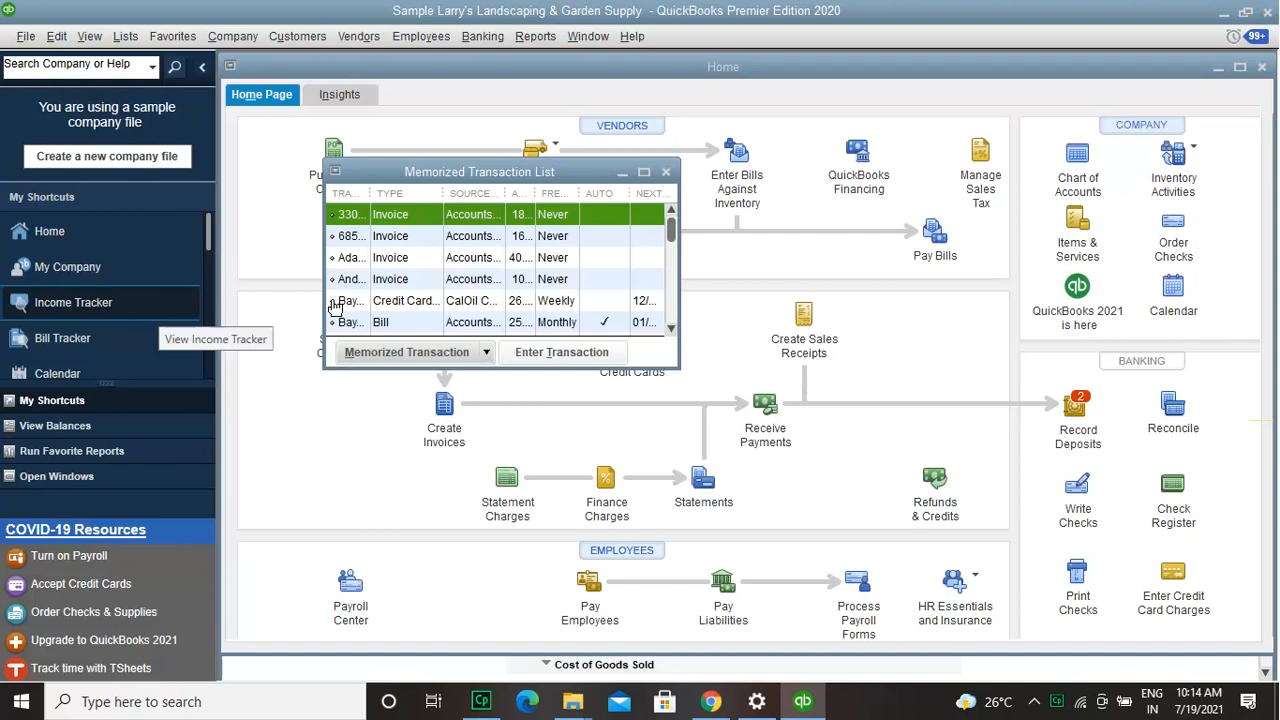 Sample Larry's Landscaping & Garden Supply - QuickBooks Premier Edition 2020
File Edit View Lists Favorites Company Customers Vendors Employees Banking Reports Window Help
99+
Search Company or Help
You are using a sample
company file
Create a new company file
My Shortcuts
Home
My Company
Income Tracker
View Income Tracker
Bill Tracker
Calendar
My Shortcuts
View Balances
Run Favorite Reports
Open Windows
COVID-19 Resources
Turn on Payroll
Accept Credit Cards
Order Checks & Supplies
Upgrade to QuickBooks 2021
Track time with TSheets
Home
Home Page
Insights
VENDORS
Enter Bills
Against
Inventory
QuickBooks
Financing
Manage
Sales
Tax
Pay Bills
Memorized Transaction List
TRA... TYPE SOURCE... A... FRE... AUTO NEXT...
330... Invoice Accounts... 18... Never
685... Invoice Accounts... 16... Never
Ada... Invoice Accounts... 40... Never
And... Invoice Accounts... 10... Never
Bay... Credit Card... CalOil C... 26... Weekly 12/...
Bay... Bill Accounts... 25... Monthly ✓ 01/...
Memorized Transaction
Enter Transaction
Credit Cards
Create Sales
Receipts
Create
Invoices
Receive
Payments
Statement
Charges
Finance
Charges
Statements
Refunds
& Credits
EMPLOYEES
Payroll
Center
Pay
Employees
Pay
Liabilities
Process
Payroll
Forms
HR Essentials
and Insurance
COMPANY
Chart of
Accounts
Inventory
Activities
Items &
Services
Order
Checks
QuickBooks 2021
is here
Calendar
BANKING
2
Record
Deposits
Reconcile
Write
Checks
Check
Register
Print
Checks
Enter Credit
Card Charges
Cost of Goods Sold
Type here to search
26°C
ENG
IN
10:14 AM
7/19/2021